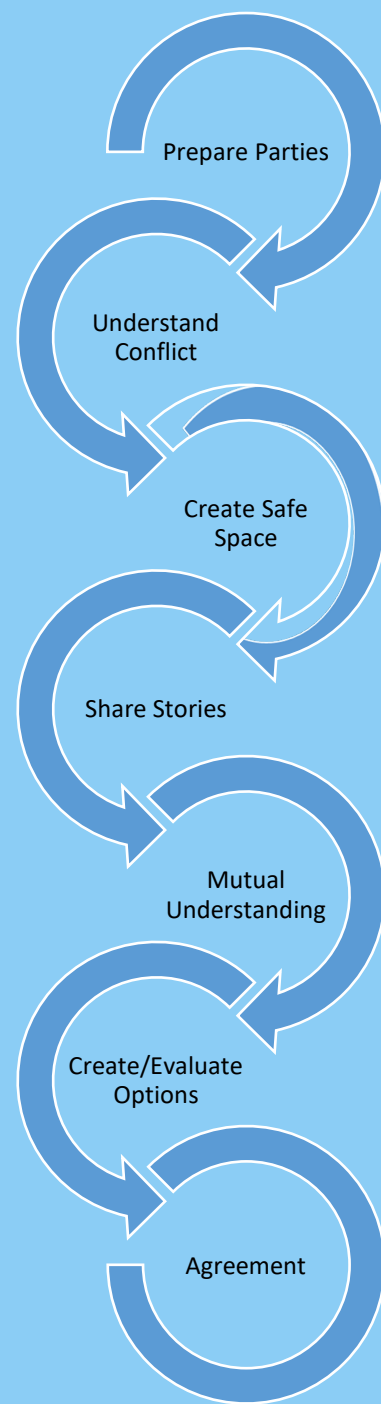 Prepare Parties
Understand
Conflict
Create Safe
Space
Share Stories
Mutual
Understanding
Create/Evaluate
Options
Agreement